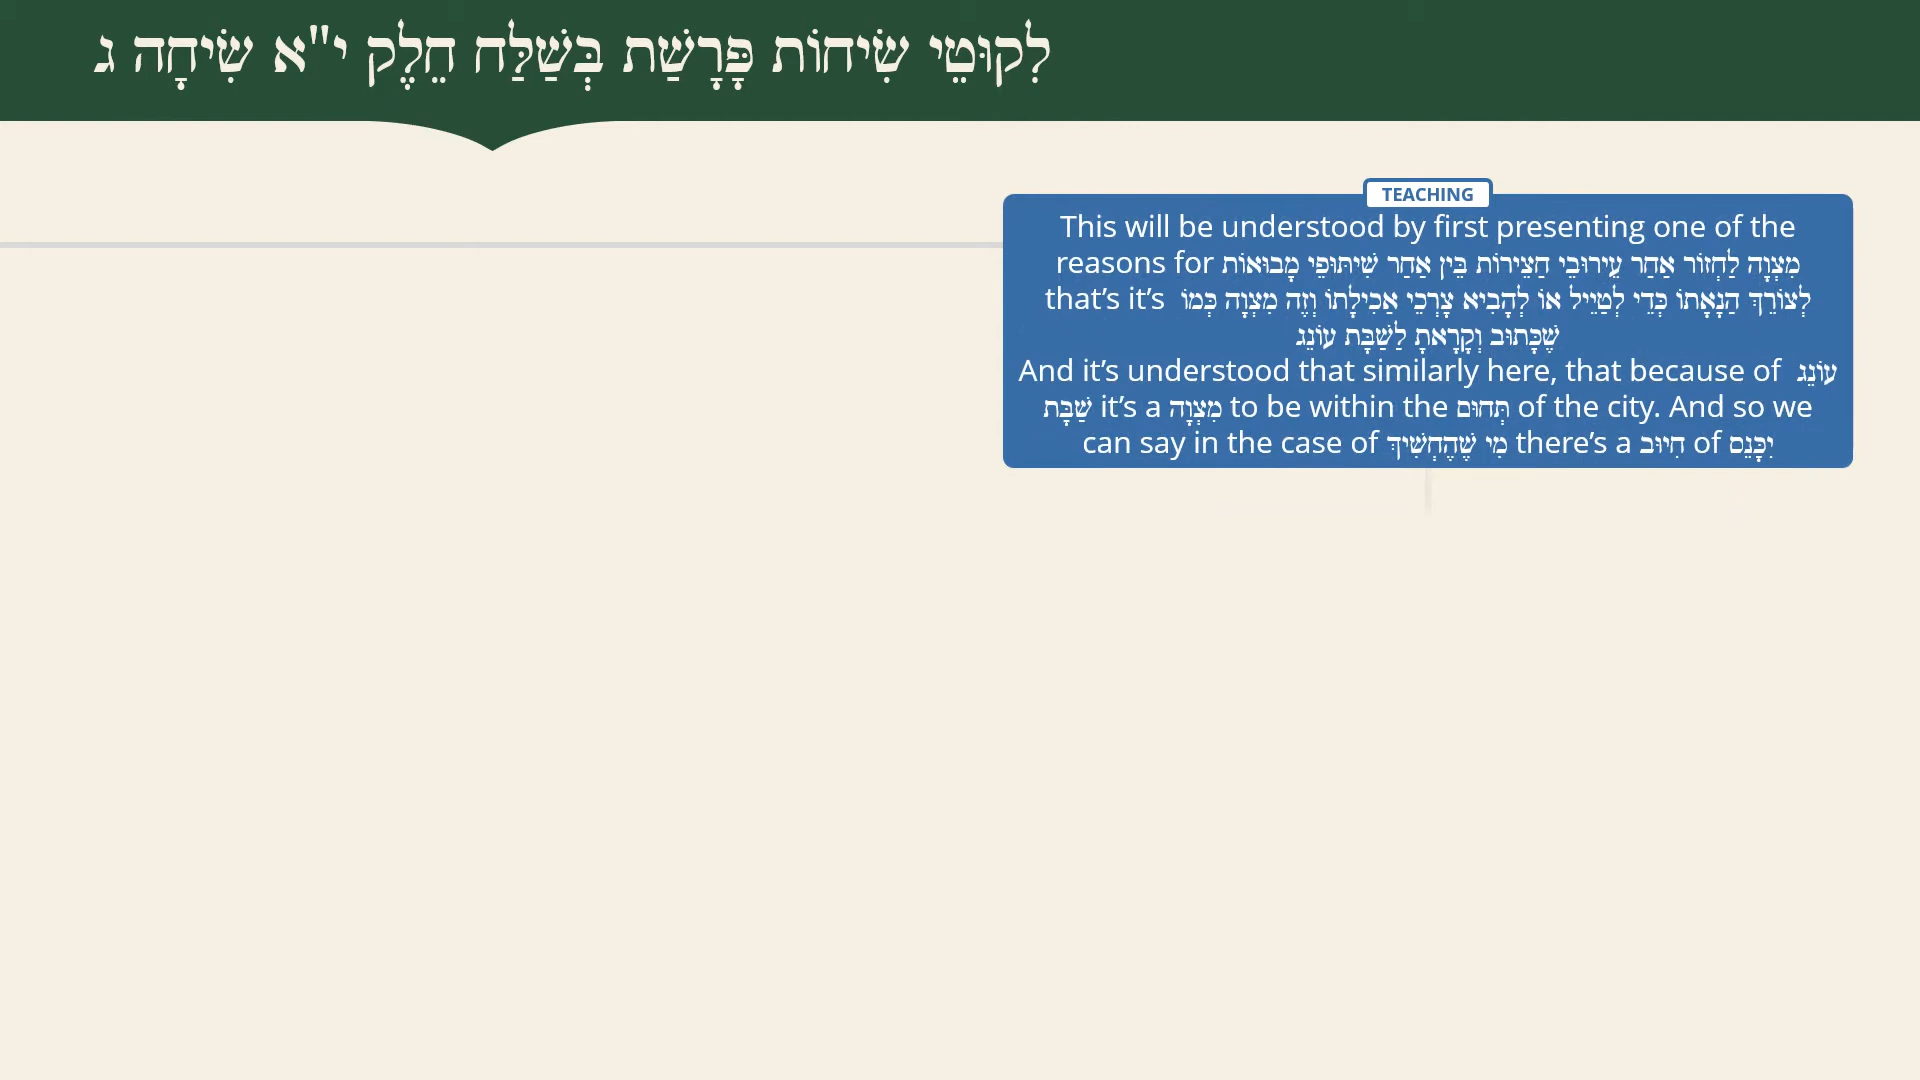 לִקוּטֵי שִׂיחוֹת פָּרָשַׁת בְּשַׁלַּח חֵלֶק י"א שִׂיחָה ג
TEACHING
This will be understood by first presenting one of the
reasons for מִצְוָה לַחְזוֹר אַחַר עֵירוּבֵי חַצֵירוֹת בֵּין אַחַר שִׁיתּוּפֵי מָבוּאוֹת
that’s it’s לְצוֹרֵךְ הַנָאָתוֹ כְּדֵי לְטַיֵיל אוֹ לְהָבִיא צָרְכֵי אַכִילָתוֹ וְזֶה מִצְוָה כְּמוֹ
שֶׁכָּתוּב וְקָרָאתָ לַשַׁבָּת עוֹנֵג
And it’s understood that similarly here, that because of עוֹנֵג
שַׁבָּת it’s a מִצְוָה to be within the תְּחוּם of the city. And so we
can say in the case of מִי שֶׁהֶחְשִׁיךְ there’s a חִיוּב of יִכָּנֵס